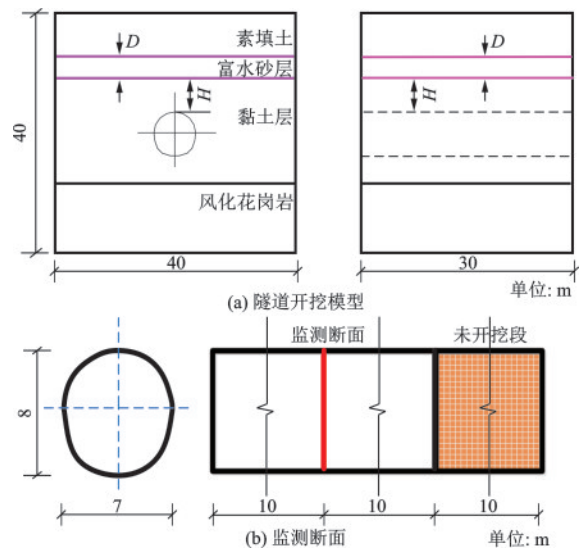 D
素填土
富水砂层
H
黏土层
风化花岗岩
40
40
D
H
30
(a) 隧道开挖模型
单位: m
监测断面
未开挖段
8
7
10
10
10
(b) 监测断面
单位: m